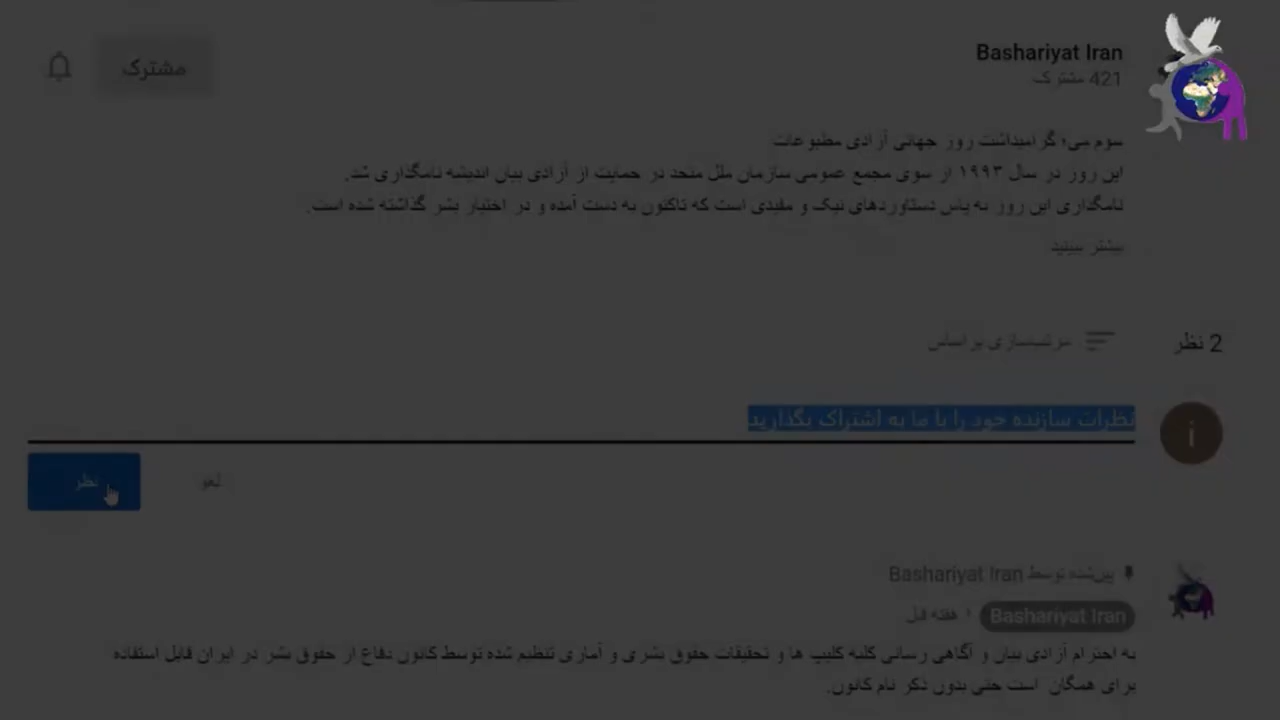 Bashariyat Iran
مشترک
421 مشترک
سوم می؛ گرامیداشت روز جهانی آزادی مطبوعات
این روز در سال ۱۹۹۳ از سوی مجمع عمومی سازمان ملل متحد در حمایت از آزادی بیان اندیشه نامگذاری شد.
نامگذاری این روز به پاس دستاوردهای نیک و مفیدی است که تاکنون به دست آمده و در اختیار بشر گذاشته شده است.
بیشتر ببینید
2 نظر
مرتب‌سازی براساس
نظرات سازنده خود را با ما به اشتراک بگذارید
i
لغو
نظر
پین‌شده توسط Bashariyat Iran
Bashariyat Iran ۱ هفته قبل
به احترام آزادی بیان و آگاهی رسانی کلیه کلیپ ها و تحقیقات حقوق بشری و آماری تنظیم شده توسط کانون دفاع از حقوق بشر در ایران قابل استفاده
برای همگان است حتی بدون ذکر نام کانون.